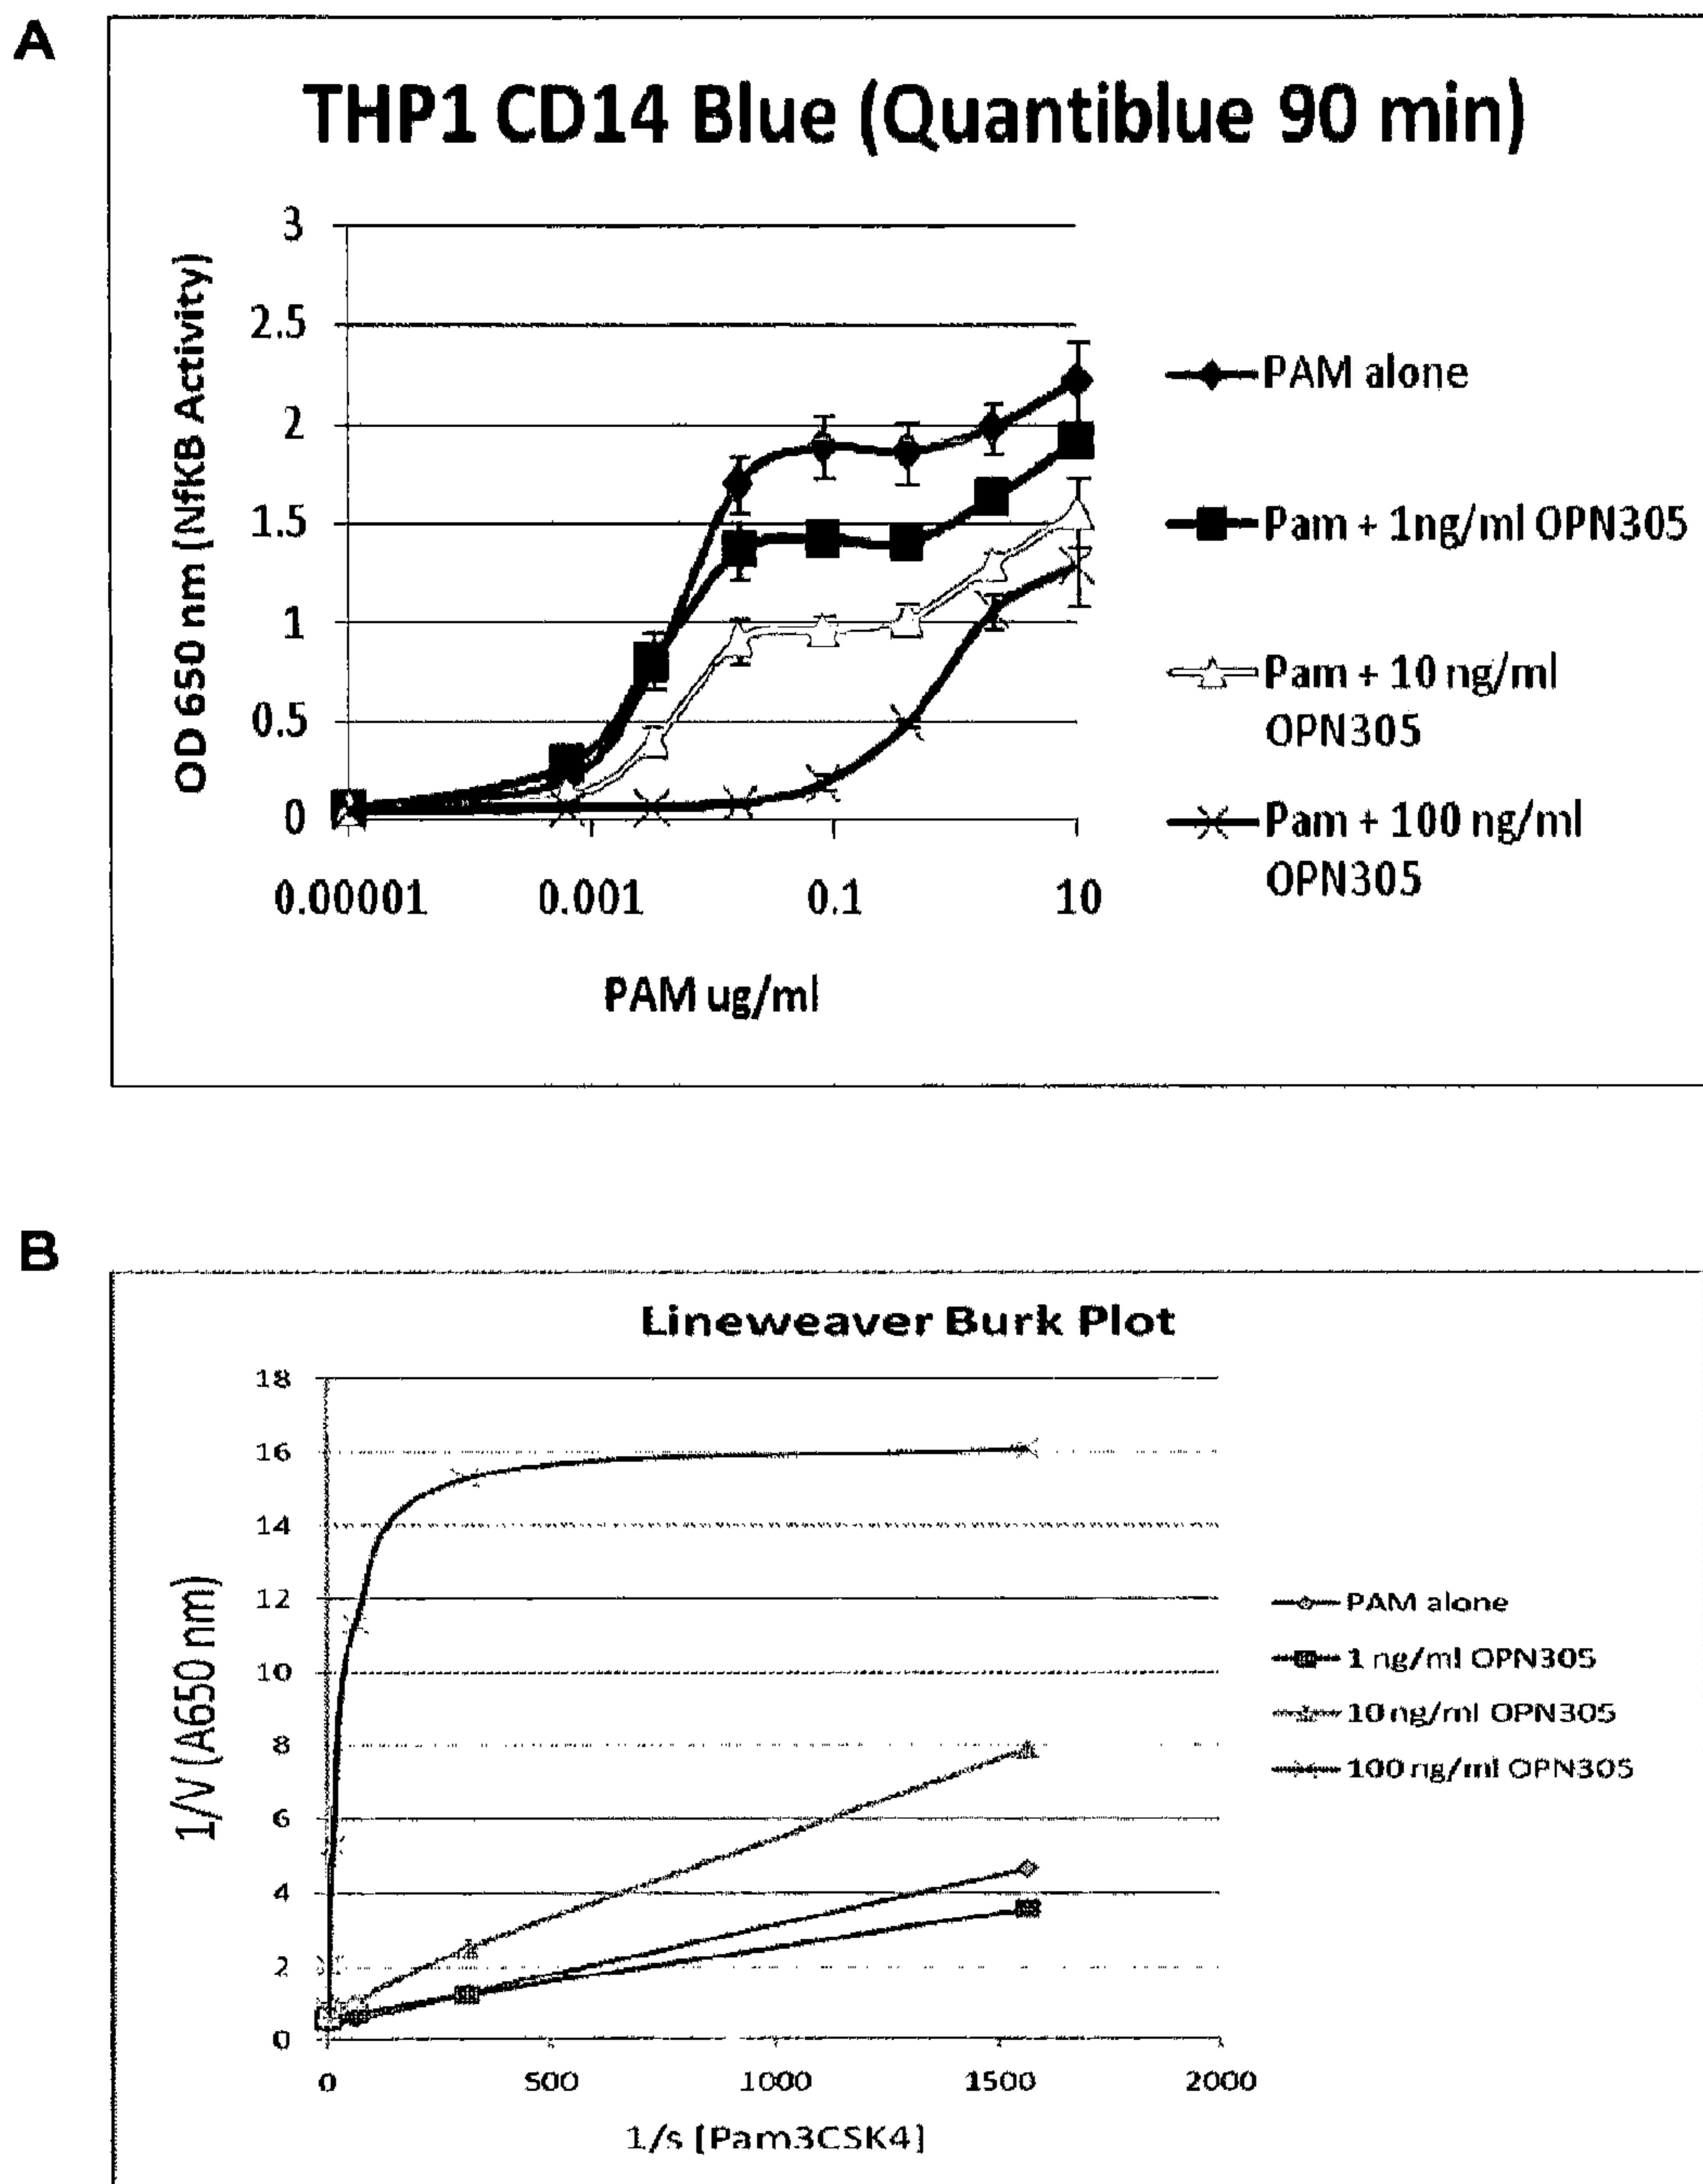 A
THP1 CD14 Blue (Quantiblue 90 min)
OD 650 nm (NfKB Activity)
3
2.5
2
1.5
1
0.5
0
0.00001
0.001
0.1
10
PAM ug/ml
PAM alone
Pam + 1ng/ml OPN305
Pam + 10 ng/ml
OPN305
Pam + 100 ng/ml
OPN305
B
Lineweaver Burk Plot
1/V (A650 nm)
18
16
14
12
10
8
6
4
2
0
0
500
1000
1500
2000
1/s [Pam3CSK4]
PAM alone
1 ng/ml OPN305
10 ng/ml OPN305
100 ng/ml OPN305